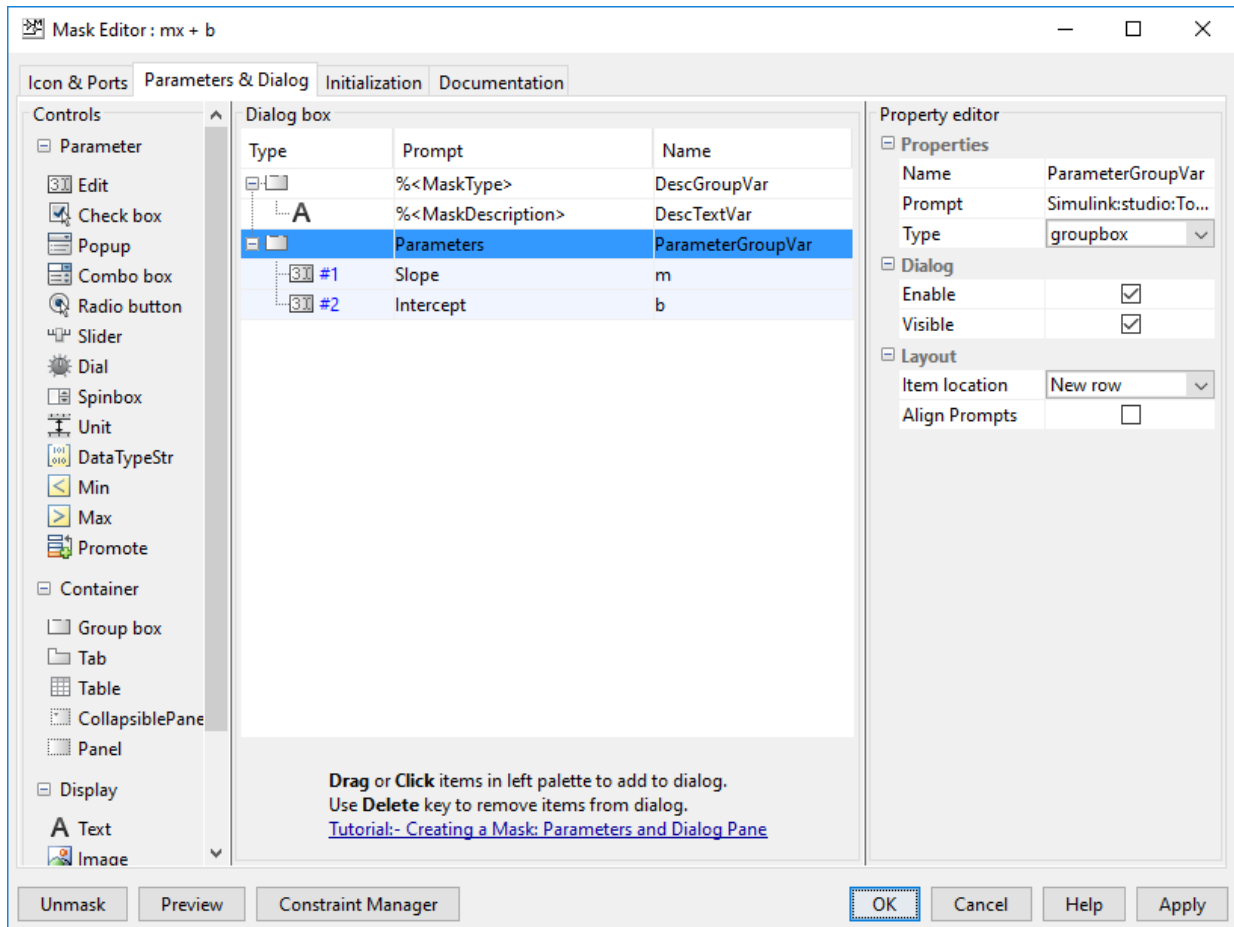 Mask Editor : mx + b
Icon & Ports Parameters & Dialog Initialization Documentation
Controls
Parameter
Edit
Check box
Popup
Combo box
Radio button
Slider
Dial
Spinbox
Unit
DataTypeStr
Min
Max
Promote
Container
Group box
Tab
Table
CollapsiblePane
Panel
Display
A Text
Image
Dialog box
Type Prompt Name
%<MaskType> DescGroupVar
A %<MaskDescription> DescTextVar
Parameters ParameterGroupVar
#1 Slope m
#2 Intercept b
Drag or Click items in left palette to add to dialog.
Use Delete key to remove items from dialog.
Tutorial:- Creating a Mask: Parameters and Dialog Pane
Property editor
Properties
Name ParameterGroupVar
Prompt Simulink:studio:To...
Type groupbox
Dialog
Enable
Visible
Layout
Item location New row
Align Prompts
Unmask Preview Constraint Manager OK Cancel Help Apply